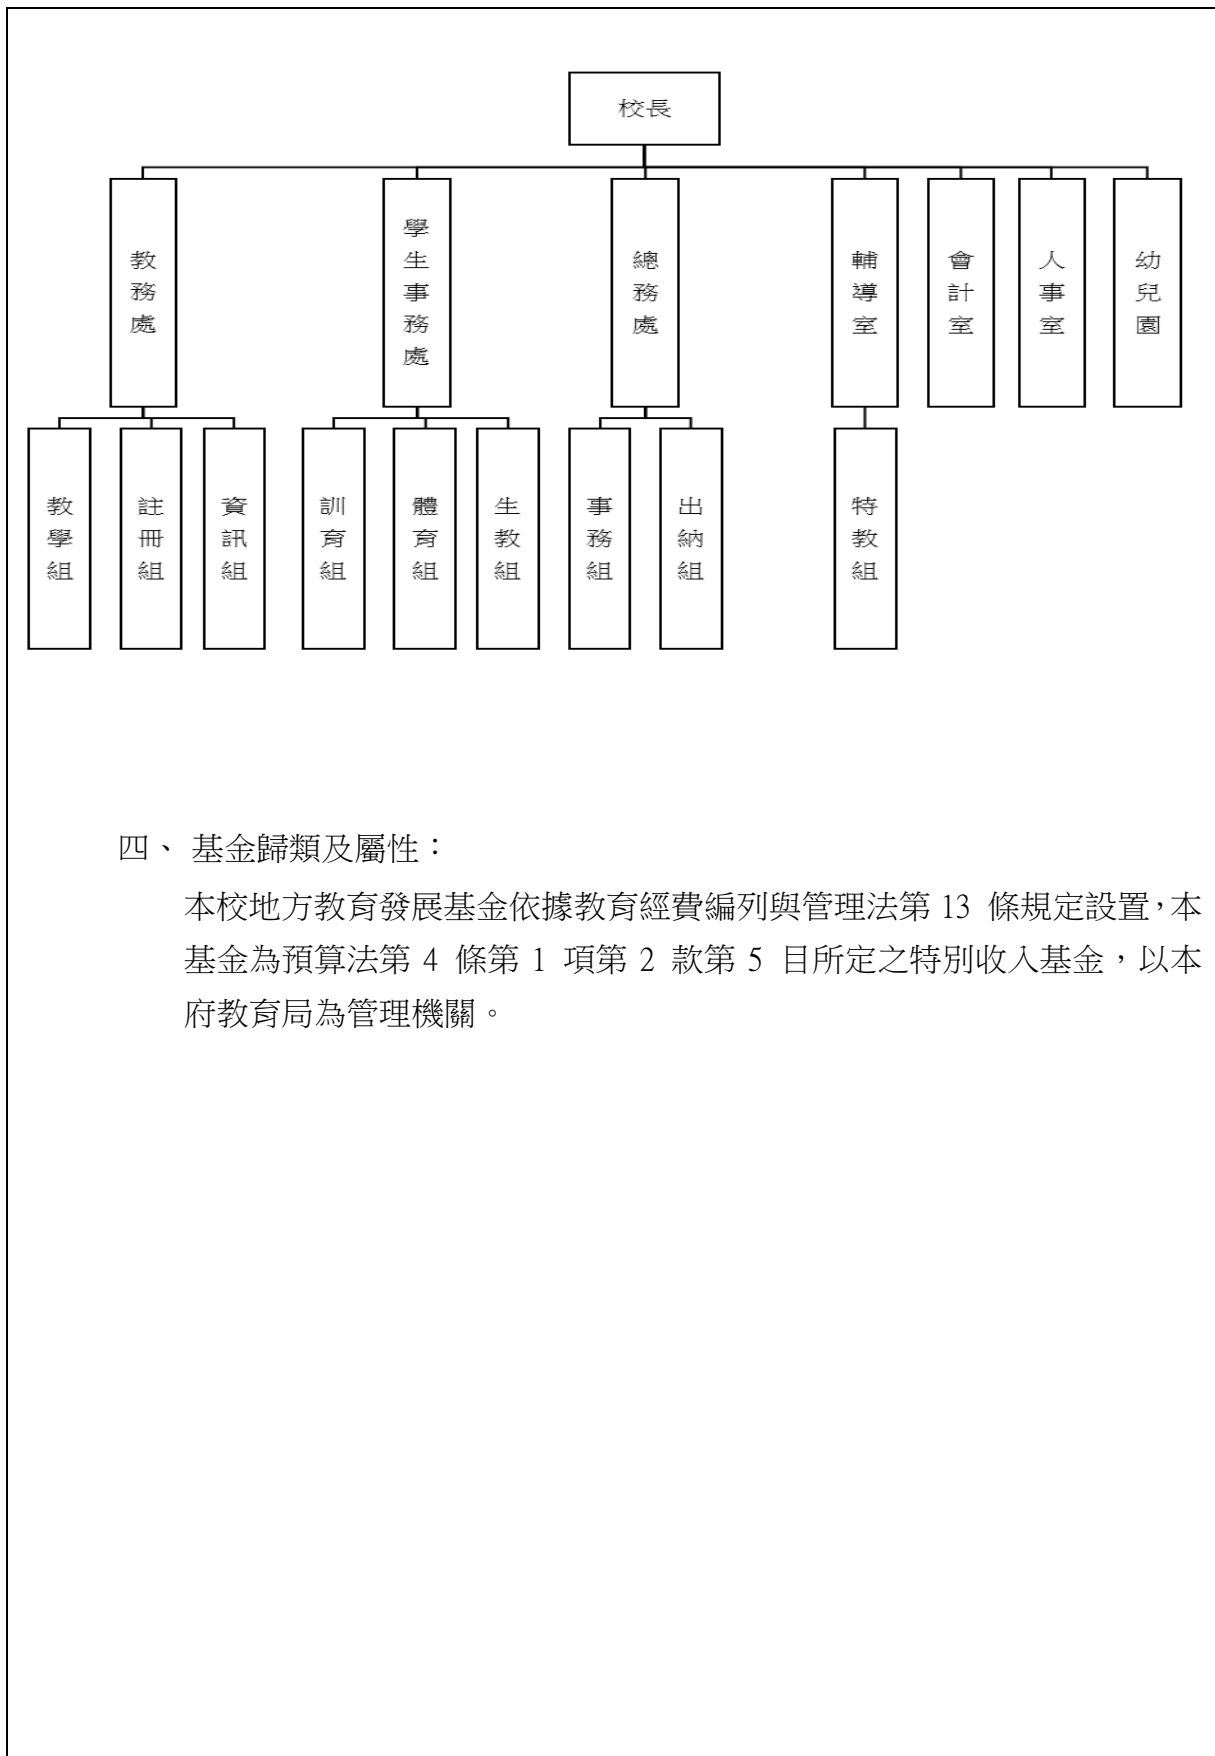 校長
教務處
學生事務處
總務處
輔導室
會計室
人事室
幼兒園
教學組
註冊組
資訊組
訓育組
體育組
生教組
事務組
出納組
特教組
四、 基金歸類及屬性：
本校地方教育發展基金依據教育經費編列與管理法第 13 條規定設置，本
基金為預算法第 4 條第 1 項第 2 款第 5 目所定之特別收入基金，以本
府教育局為管理機關。